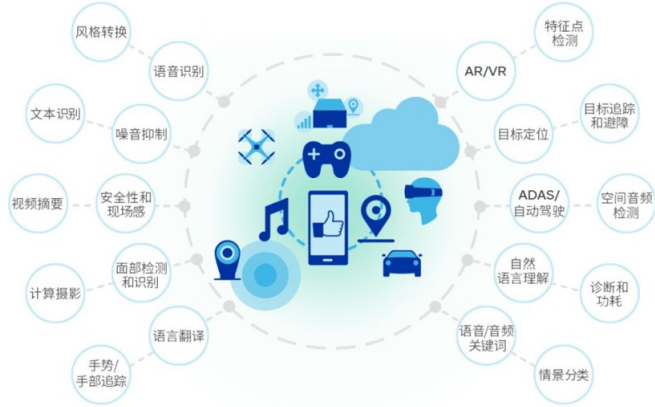 风格转换
语音识别
文本识别
噪音抑制
视频摘要
安全性和
现场感
计算摄影
面部检测
和识别
语言翻译
手势/
手部追踪
特征点
检测
AR/VR
目标追踪
和避障
目标定位
ADAS/
自动驾驶
空间音频
检测
自然
语言理解
诊断和
功耗
语音/音频
关键词
情景分类